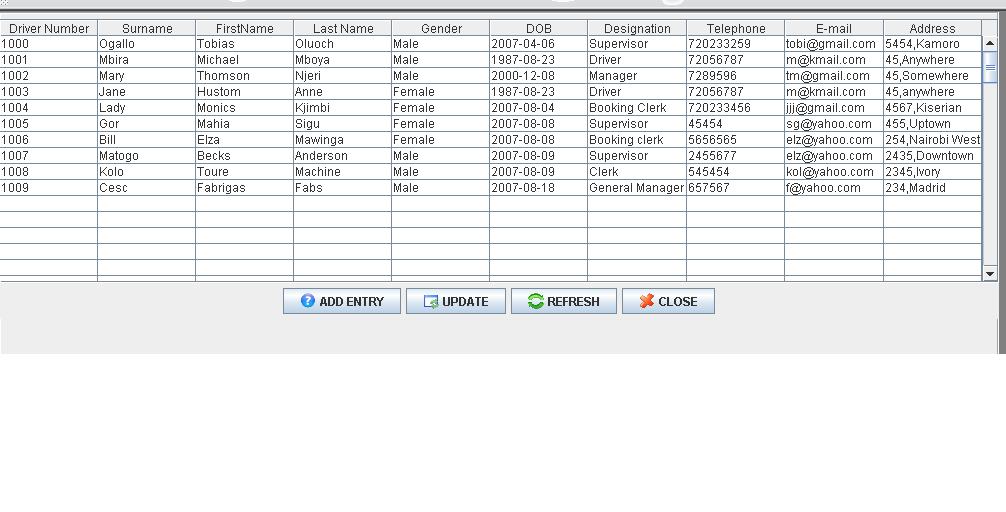 Driver Number Surname FirstName Last Name Gender DOB Designation Telephone E-mail Address
1000 Ogallo Tobias Oluoch Male 2007-04-06 Supervisor 720233259 tobi@gmail.com 5454,Kamoro
1001 Mbira Michael Mboya Male 1987-08-23 Driver 72056787 m@kmail.com 45,Anywhere
1002 Mary Thomson Njeri Male 2000-12-08 Manager 7289596 tm@gmail.com 45,Somewhere
1003 Jane Hustom Anne Female 1987-08-23 Driver 72056787 m@kmail.com 45,anywhere
1004 Lady Monics Kjimbi Female 2007-08-04 Booking Clerk 720233456 jjj@gmail.com 4567,Kiserian
1005 Gor Mahia Sigu Female 2007-08-08 Supervisor 45454 sg@yahoo.com 455,Uptown
1006 Bill Elza Mawinga Female 2007-08-08 Booking clerk 5656565 elz@yahoo.com 254,Nairobi West
1007 Matogo Becks Anderson Male 2007-08-09 Supervisor 2455677 elz@yahoo.com 2435,Downtown
1008 Kolo Toure Machine Male 2007-08-09 Clerk 545454 kol@yahoo.com 2345,Ivory
1009 Cesc Fabrigas Fabs Male 2007-08-18 General Manager 657567 f@yahoo.com 234,Madrid
ADD ENTRY UPDATE REFRESH CLOSE